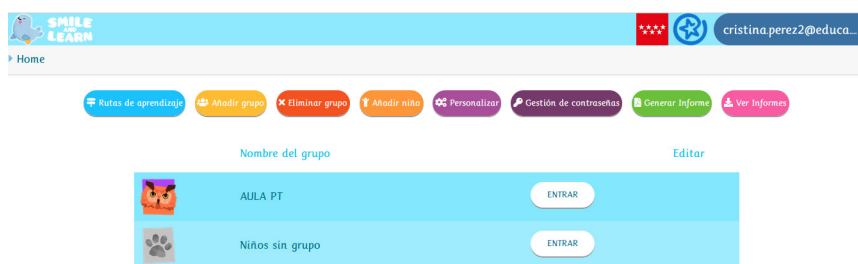 SMILE
AND
LEARN
cristina.perez2@educa...
Home
Rutas de aprendizaje
Añadir grupo
Eliminar grupo
Añadir niño
Personalizar
Gestión de contraseñas
Generar Informe
Ver Informes
Nombre del grupo Editar
AULA PT ENTRAR
Niños sin grupo ENTRAR